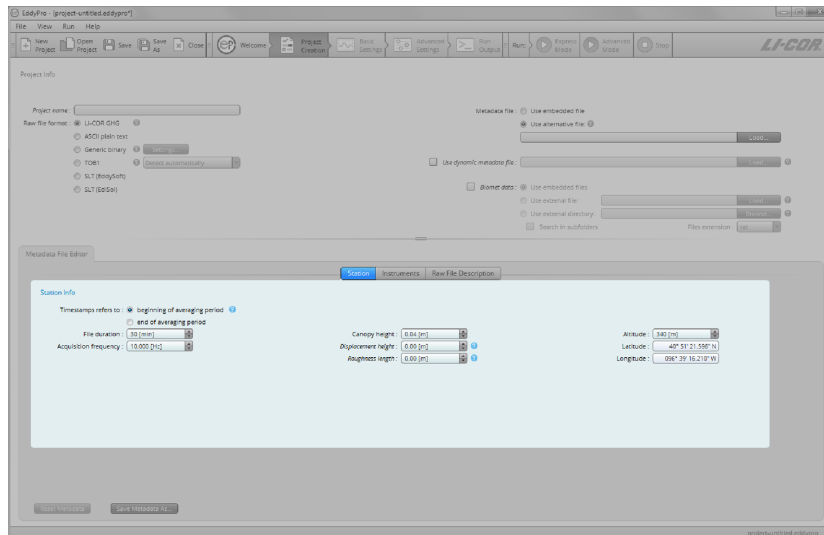 EddyPro - [project-untitled.eddypro*]
File View Run Help
New Project Open Project Save Save As Close Welcome Project Creation Basic Settings Advanced Settings Run Output Run: Express Mode Advanced Mode Stop LI-COR
Project Info
Project name :
Metadata file : Use embedded file
Raw file format : LI-COR GHG
Use alternative file:
ASCII plain text
Load...
Generic binary Settings...
TOB1 Detect automatically
Use dynamic metadata file : Load...
SLT (EddySoft)
SLT (EdiSol)
Biomet data : Use embedded files
Use external file: Load...
Use external directory: Browse...
Search in subfolders Files extension
Metadata File Editor
Station Instruments Raw File Description
Station Info
Timestamps refers to : beginning of averaging period
end of averaging period
File duration : 30 [min] Canopy height : 0.04 [m] Altitude : 340 [m]
Acquisition frequency : 10.000 [Hz] Displacement height : 0.00 [m] Latitude : 40° 51' 21.596" N
Roughness length : 0.00 [m] Longitude : 096° 39' 16.210" W
Reset Metadata Save Metadata As...
project-untitled.eddypro